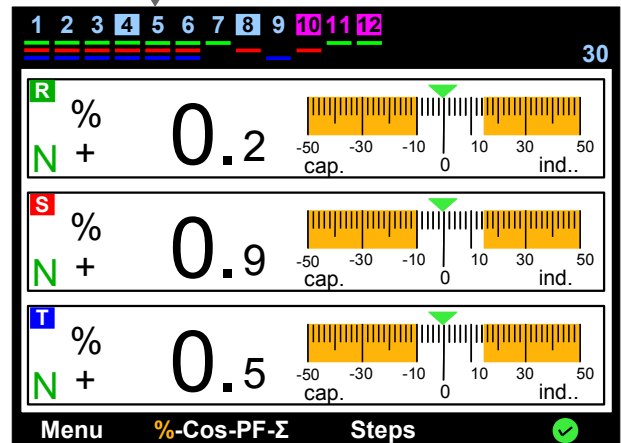 1 2 3 4 5 6 7 8 9 10 11 12
30
R
% 0.2
N +
-50 -30 -10 0 10 30 50
cap. ind..
S
% 0.9
N +
-50 -30 -10 0 10 30 50
cap. ind.
T
% 0.5
N +
-50 -30 -10 0 10 30 50
cap. ind..
Menu %-Cos-PF-Σ Steps